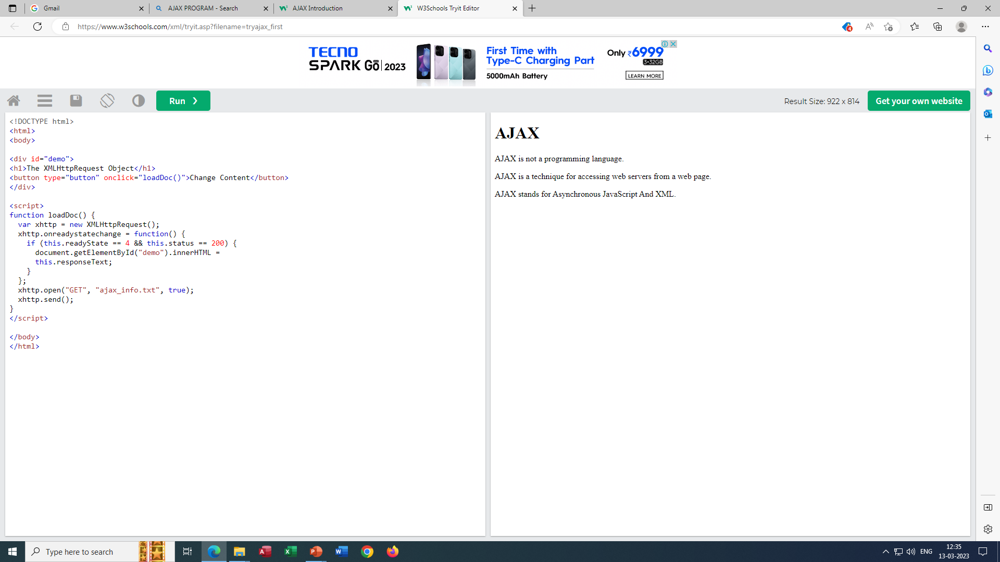 Gmail
AJAX PROGRAM - Search
AJAX Introduction
W3Schools Tryit Editor
https://www.w3schools.com/xml/tryit.asp?filename=tryajax_first
4
TECNO
SPARK GO 2023
First Time with
Type-C Charging Part
5000mAh Battery
Only ₹6999
3+32GB
LEARN MORE
Run ❯
Result Size: 922 x 814
Get your own website
<!DOCTYPE html>
<html>
<body>
<div id="demo">
<h1>The XMLHttpRequest Object</h1>
<button type="button" onclick="loadDoc()">Change Content</button>
</div>
<script>
function loadDoc() {
var xhttp = new XMLHttpRequest();
xhttp.onreadystatechange = function() {
if (this.readyState == 4 && this.status == 200) {
document.getElementById("demo").innerHTML =
this.responseText;
}
};
xhttp.open("GET", "ajax_info.txt", true);
xhttp.send();
}
</script>
</body>
</html>
AJAX
AJAX is not a programming language.
AJAX is a technique for accessing web servers from a web page.
AJAX stands for Asynchronous JavaScript And XML.
Type here to search
ENG
12:35
13-03-2023